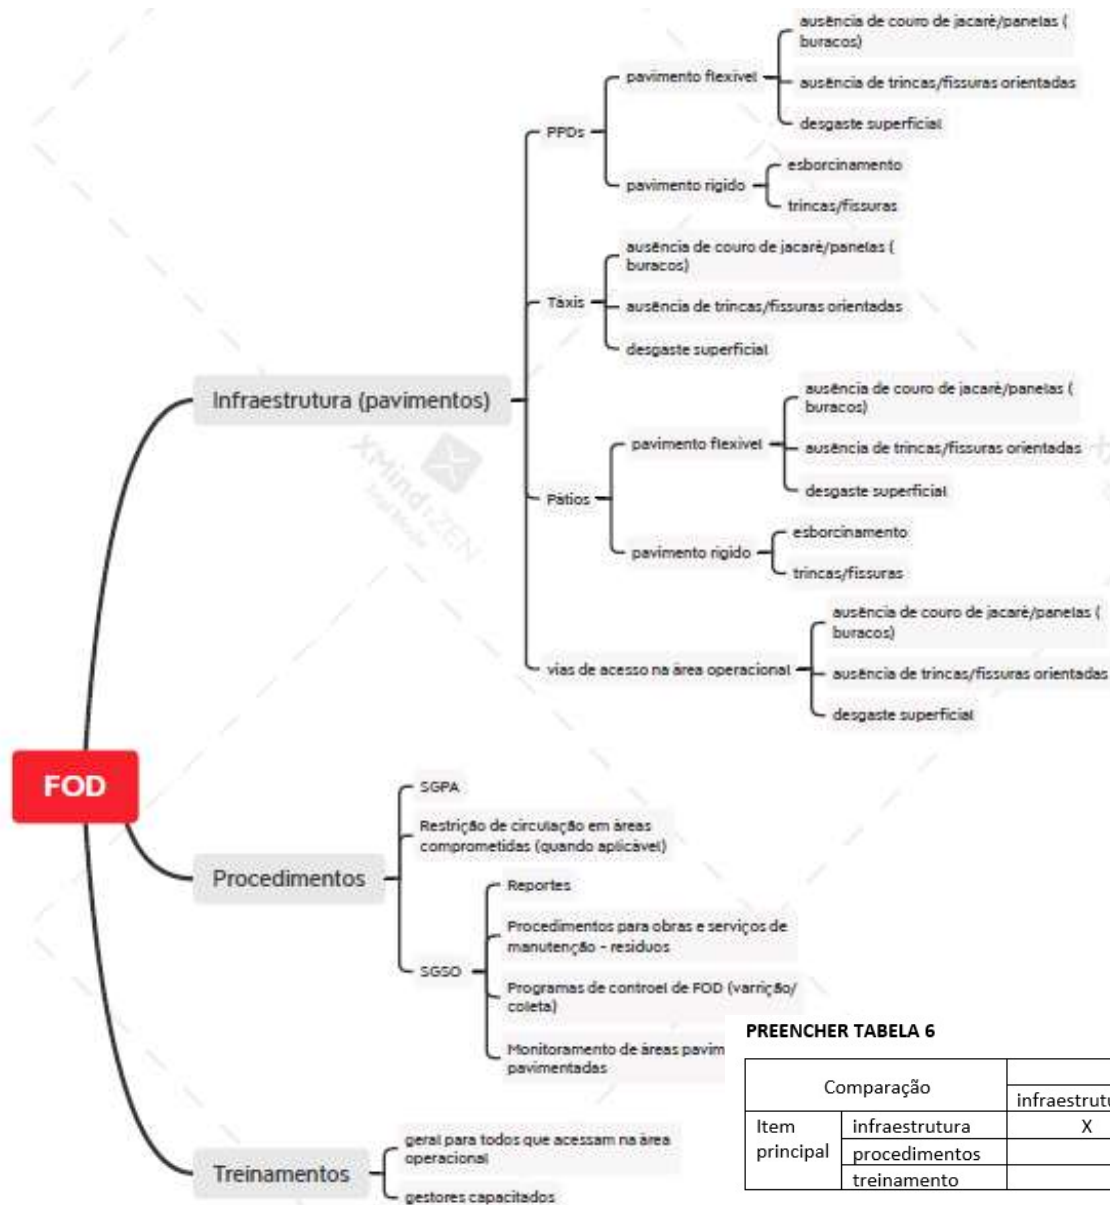 ausência de couro de jacaré/panelas (
buracos)
pavimento flexível
ausência de trincas/fissuras orientadas
desgaste superficial
PPDs
esborcinamento
pavimento rígido
trincas/fissuras
ausência de couro de jacaré/panelas (
buracos)
Táxis
ausência de trincas/fissuras orientadas
desgaste superficial
Infraestrutura (pavimentos)
ausência de couro de jacaré/panelas (
buracos)
pavimento flexível
ausência de trincas/fissuras orientadas
desgaste superficial
Pátios
esborcinamento
pavimento rígido
trincas/fissuras
ausência de couro de jacaré/panelas (
buracos)
vias de acesso na área operacional
ausência de trincas/fissuras orientadas
desgaste superficial
XMind:ZEN
Trial Mode
FOD
SGPA
Restrição de circulação em áreas
comprometidas (quando aplicável)
Procedimentos
Reportes
Procedimentos para obras e serviços de
manutenção - resíduos
SGSO
Programas de controel de FOD (varrição/
coleta)
Monitoramento de áreas pavim
pavimentadas
geral para todos que acessam na área
operacional
Treinamentos
gestores capacitados
PREENCHER TABELA 6
Comparação
infraestrutu
Item principal
infraestrutura X
procedimentos
treinamento